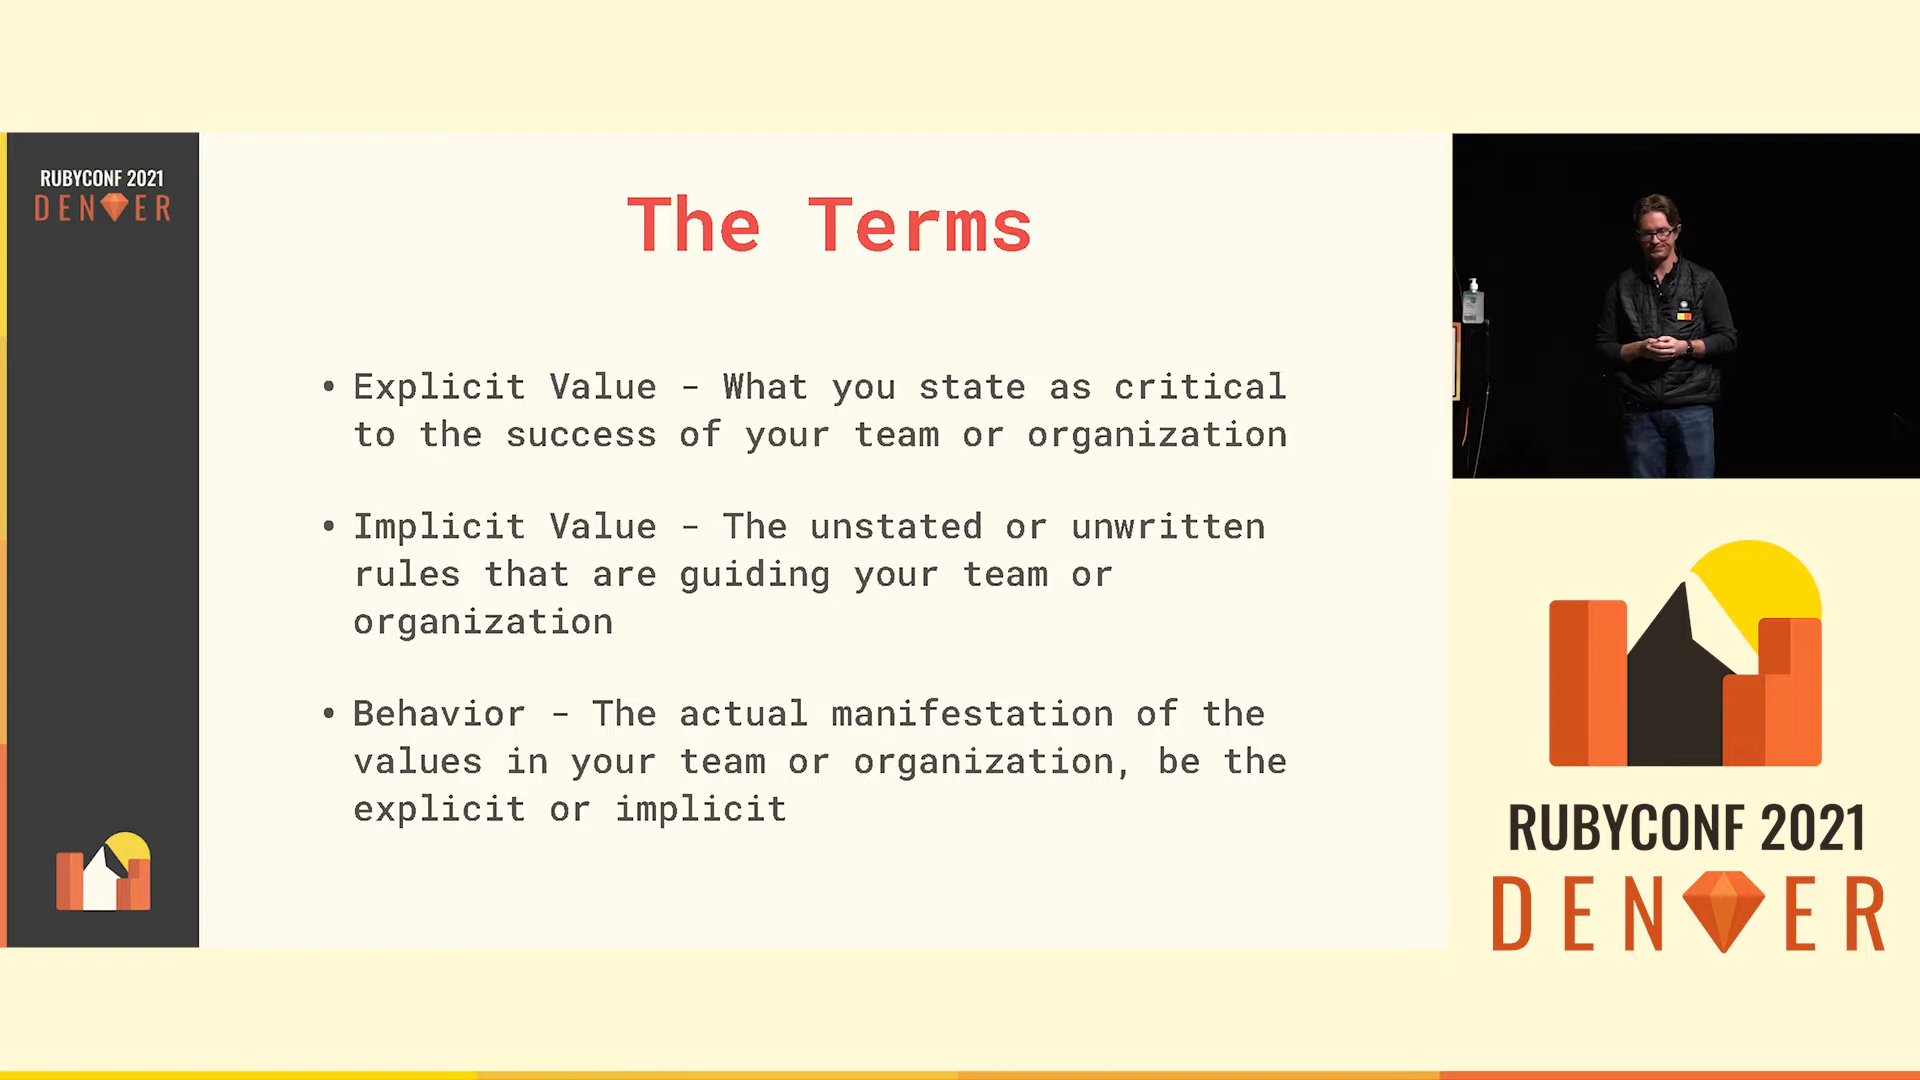 RUBYCONF 2021
DENVER
The Terms
• Explicit Value - What you state as critical
to the success of your team or organization
• Implicit Value - The unstated or unwritten
rules that are guiding your team or
organization
• Behavior - The actual manifestation of the
values in your team or organization, be the
explicit or implicit
RUBYCONF 2021
DENVER